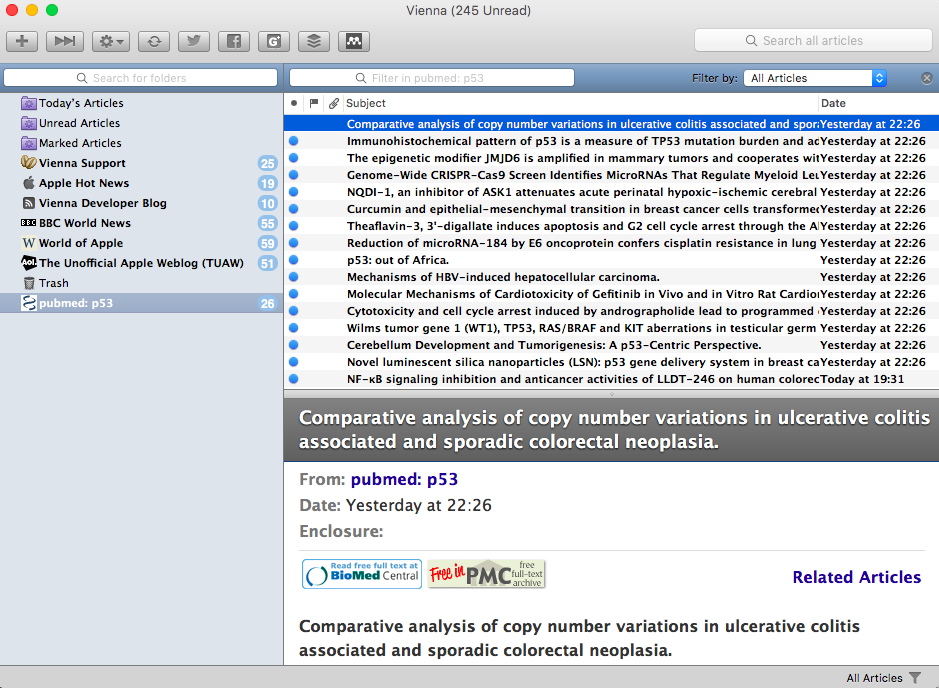 Vienna (245 Unread)
Search all articles
Search for folders
Filter in pubmed: p53
Filter by: All Articles
Subject Date
Today's Articles
Unread Articles
Marked Articles
Vienna Support 25
Apple Hot News 19
Vienna Developer Blog 10
BBC BBC World News 55
W World of Apple 59
Aol. The Unofficial Apple Weblog (TUAW) 51
Trash
pubmed: p53 26
Comparative analysis of copy number variations in ulcerative colitis associated and spor Yesterday at 22:26
Immunohistochemical pattern of p53 is a measure of TP53 mutation burden and ac Yesterday at 22:26
The epigenetic modifier JMJD6 is amplified in mammary tumors and cooperates wit Yesterday at 22:26
Genome-Wide CRISPR-Cas9 Screen Identifies MicroRNAs That Regulate Myeloid Leu Yesterday at 22:26
NQDI-1, an inhibitor of ASK1 attenuates acute perinatal hypoxic-ischemic cerebral Yesterday at 22:26
Curcumin and epithelial-mesenchymal transition in breast cancer cells transforme Yesterday at 22:26
Theaflavin-3, 3'-digallate induces apoptosis and G2 cell cycle arrest through the A Yesterday at 22:26
Reduction of microRNA-184 by E6 oncoprotein confers cisplatin resistance in lung Yesterday at 22:26
p53: out of Africa. Yesterday at 22:26
Mechanisms of HBV-induced hepatocellular carcinoma. Yesterday at 22:26
Molecular Mechanisms of Cardiotoxicity of Gefitinib in Vivo and in Vitro Rat Cardio Yesterday at 22:26
Cytotoxicity and cell cycle arrest induced by andrographolide lead to programmed Yesterday at 22:26
Wilms tumor gene 1 (WT1), TP53, RAS/BRAF and KIT aberrations in testicular germ Yesterday at 22:26
Cerebellum Development and Tumorigenesis: A p53-Centric Perspective. Yesterday at 22:26
Novel luminescent silica nanoparticles (LSN): p53 gene delivery system in breast ca Yesterday at 22:26
NF-κB signaling inhibition and anticancer activities of LLDT-246 on human colorec Today at 19:31
Comparative analysis of copy number variations in ulcerative colitis
associated and sporadic colorectal neoplasia.
From: pubmed: p53
Date: Yesterday at 22:26
Enclosure:
Read free full text at
BioMed Central
Free in PMC free full-text archive
Related Articles
Comparative analysis of copy number variations in ulcerative colitis
associated and sporadic colorectal neoplasia.
All Articles